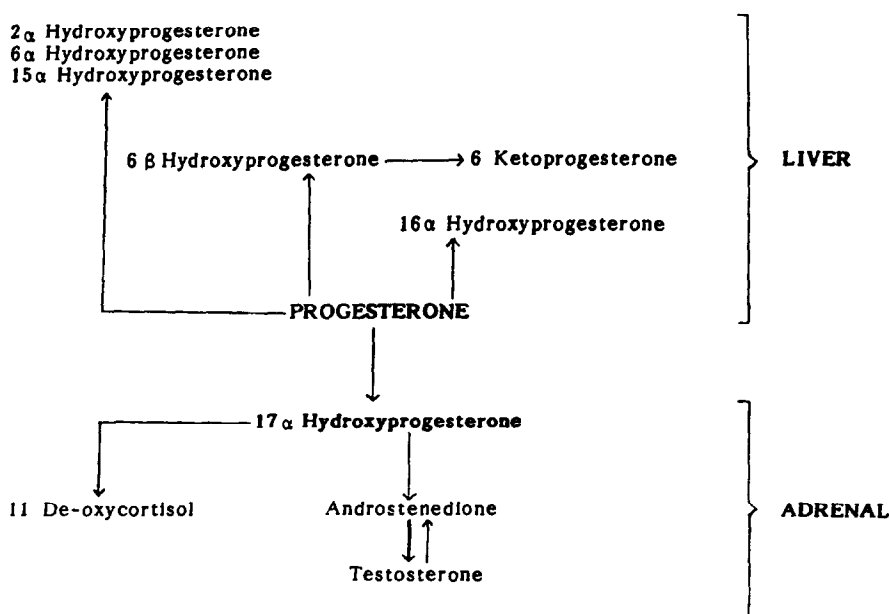 2α Hydroxyprogesterone
6α Hydroxyprogesterone
15α Hydroxyprogesterone
6 β Hydroxyprogesterone
6 Ketoprogesterone
LIVER
16α Hydroxyprogesterone
PROGESTERONE
17α Hydroxyprogesterone
11 De-oxycortisol
Androstenedione
ADRENAL
Testosterone